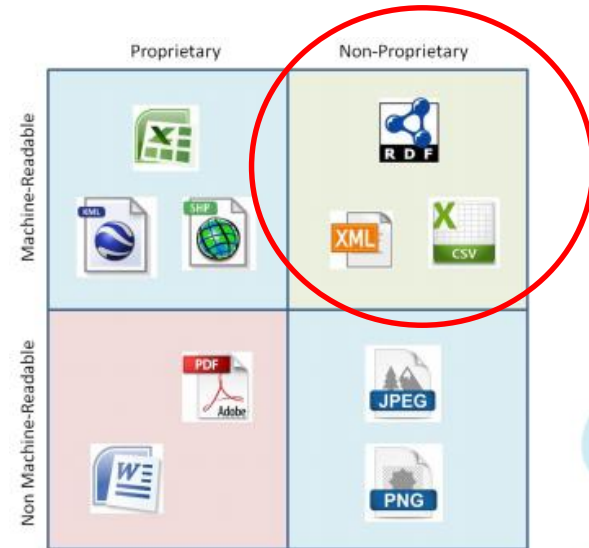 Proprietary
Non-Proprietary
Machine-Readable
X
RDF
KML
SHP
XML
X
CSV
Non Machine-Readable
PDF
Adobe
JPEG
W
PNG